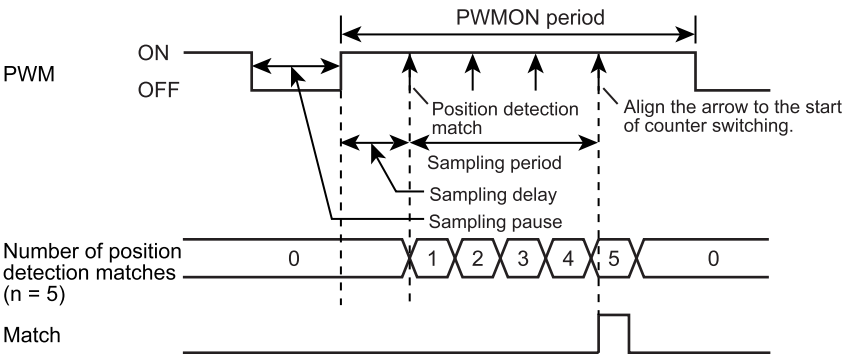 PWMON period
ON
PWM
OFF
Position detection
match
Align the arrow to the start
of counter switching.
Sampling period
Sampling delay
Sampling pause
Number of position
detection matches
(n = 5)
0 1 2 3 4 5 0
Match